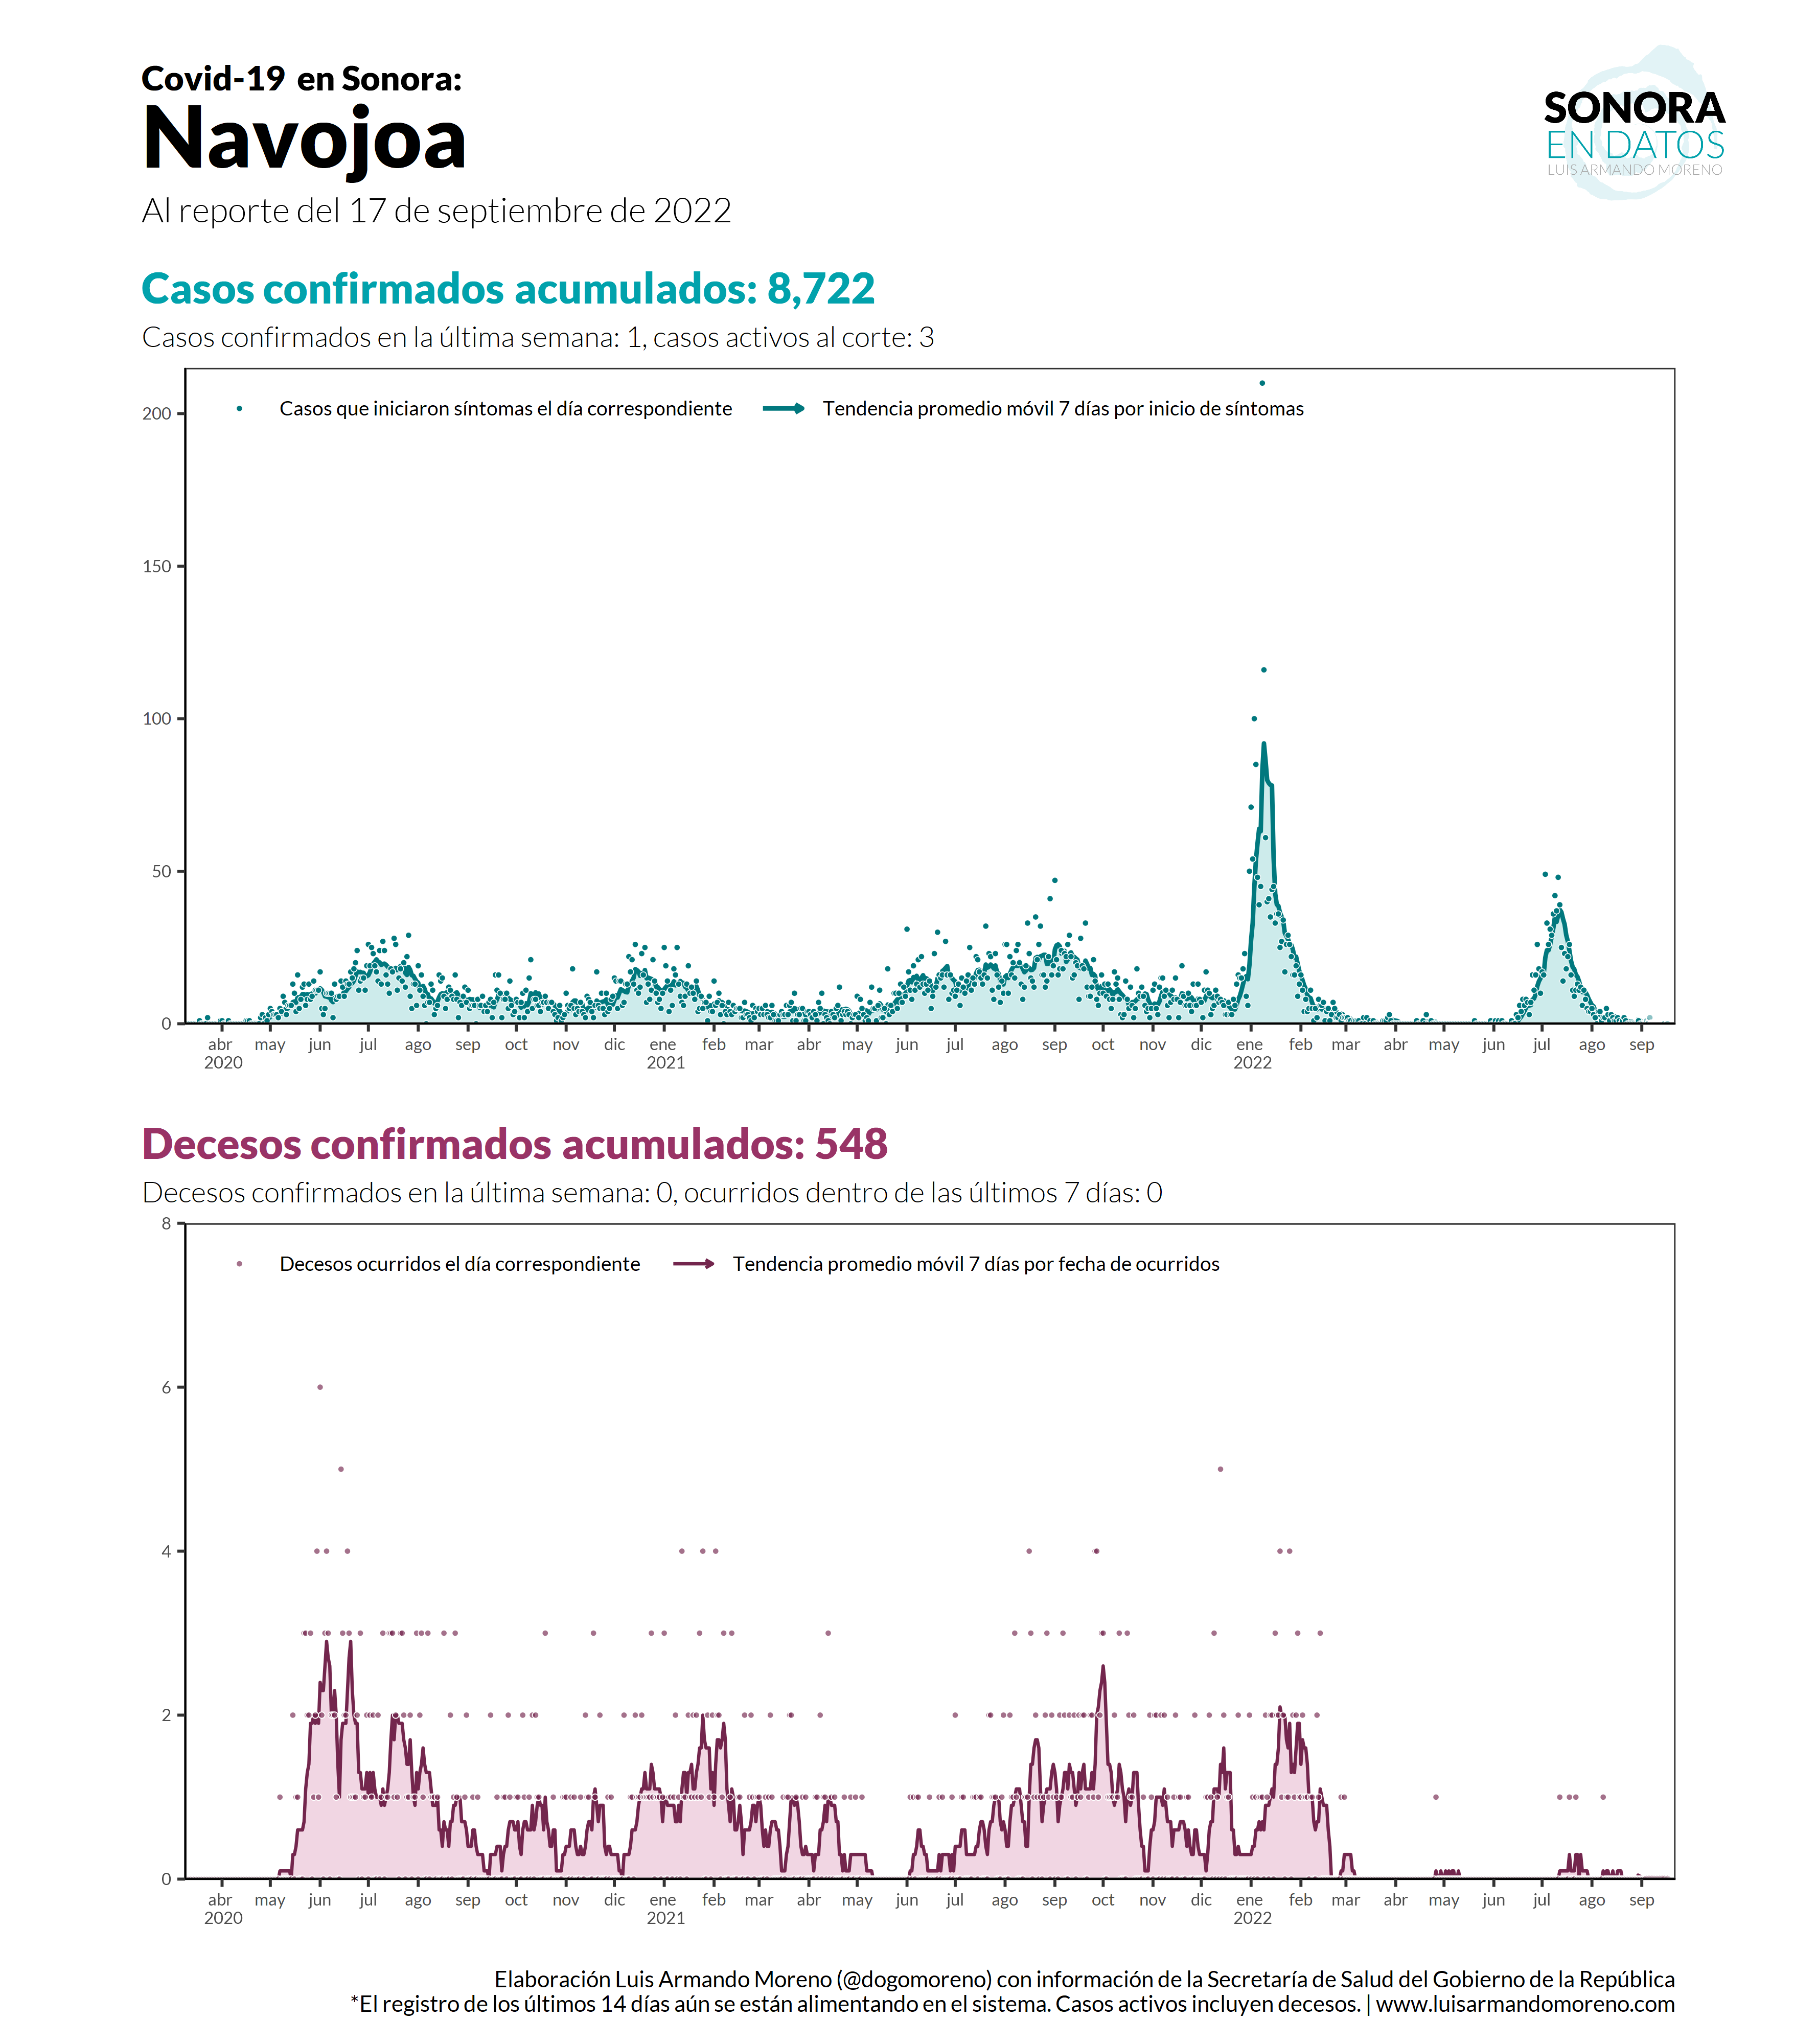 Covid-19 en Sonora:
Navojoa
Al reporte del 17 de septiembre de 2022
SONORA
EN DATOS
LUIS ARMANDO MORENO
Casos confirmados acumulados: 8,722
Casos confirmados en la última semana: 1, casos activos al corte: 3
Casos que iniciaron síntomas el día correspondiente Tendencia promedio móvil 7 días por inicio de síntomas
200
150
100
50
0
abr may jun jul ago sep oct nov dic ene feb mar abr may jun jul ago sep oct nov dic ene feb mar abr may jun jul ago sep
2020 2021 2022
Decesos confirmados acumulados: 548
Decesos confirmados en la última semana: 0, ocurridos dentro de las últimos 7 días: 0
8
Decesos ocurridos el día correspondiente Tendencia promedio móvil 7 días por fecha de ocurridos
6
4
2
0
abr may jun jul ago sep oct nov dic ene feb mar abr may jun jul ago sep oct nov dic ene feb mar abr may jun jul ago sep
2020 2021 2022
Elaboración Luis Armando Moreno (@dogomoreno) con información de la Secretaría de Salud del Gobierno de la República
*El registro de los últimos 14 días aún se están alimentando en el sistema. Casos activos incluyen decesos. | www.luisarmandomoreno.com